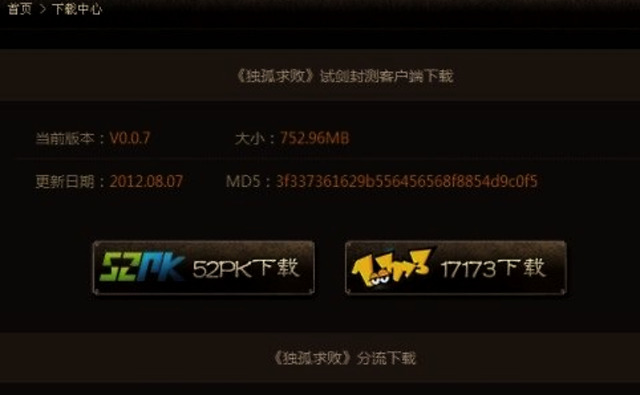 首页 > 下载中心
《独孤求败》试剑封测客户端下载
当前版本：V0.0.7 大小：752.96MB
更新日期：2012.08.07 MD5：3f337361629b556456568f8854d9c0f5
52PK 52PK下载 17173 17173下载
《独孤求败》分流下载